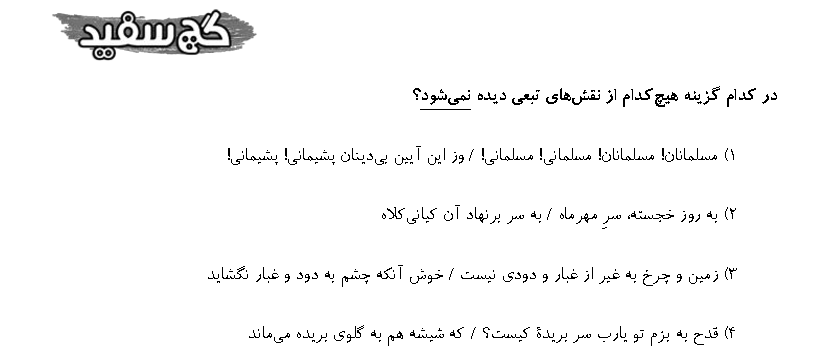 گچ سفید
در کدام گزینه هیچ‌کدام از نقش‌های تبعی دیده نمی‌شود؟
۱) مسلمانان! مسلمانان! مسلمانی! مسلمانی! / وز این آیین بی‌دینان پشیمانی! پشیمانی!
۲) به روز خجسته، سرِ مهرماه / به سر برنهاد آن کیانی‌کلاه
۳) زمین و چرخ به غیر از غبار و دودی نیست / خوش آنکه چشم به دود و غبار نگشاید
۴) قدح به بزم تو یارب سر بریدهٔ کیست؟ / که شیشه هم به گلوی بریده می‌ماند